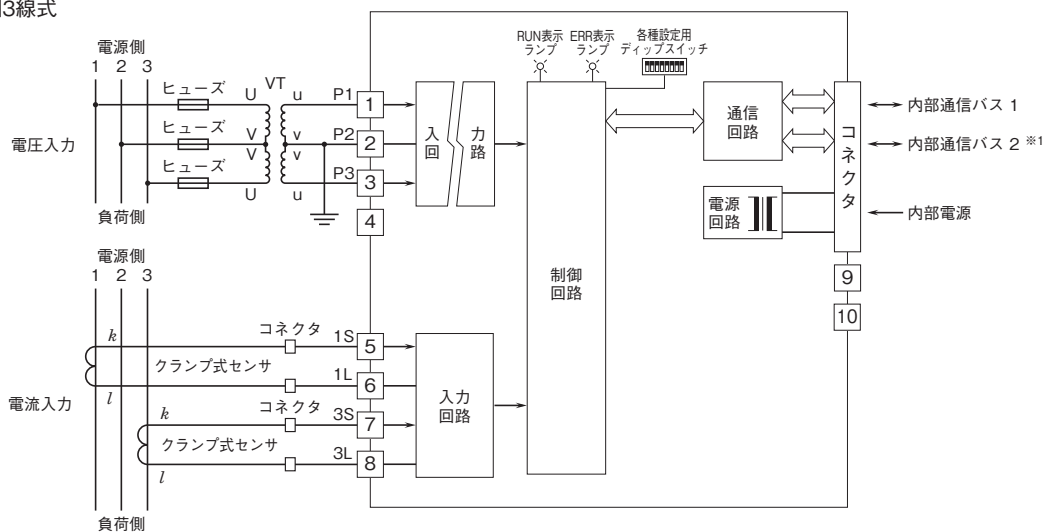 3線式
電源側
1 2 3
電圧入力
ヒューズ
ヒューズ
ヒューズ
負荷側
VT
U
V
V
U
u
v
v
u
P1
P2
P3
1
2
3
4
入力
回路
RUN表示
ランプ
ERR表示
ランプ
各種設定用
ディップスイッチ
制御
回路
通信
回路
電源
回路
コネクタ
内部通信バス 1
内部通信バス 2 ※1
内部電源
9
10
電源側
1 2 3
電流入力
k
l
クランプ式センサ
コネクタ
1S
1L
5
6
k
l
クランプ式センサ
コネクタ
3S
3L
7
8
入力
回路
負荷側